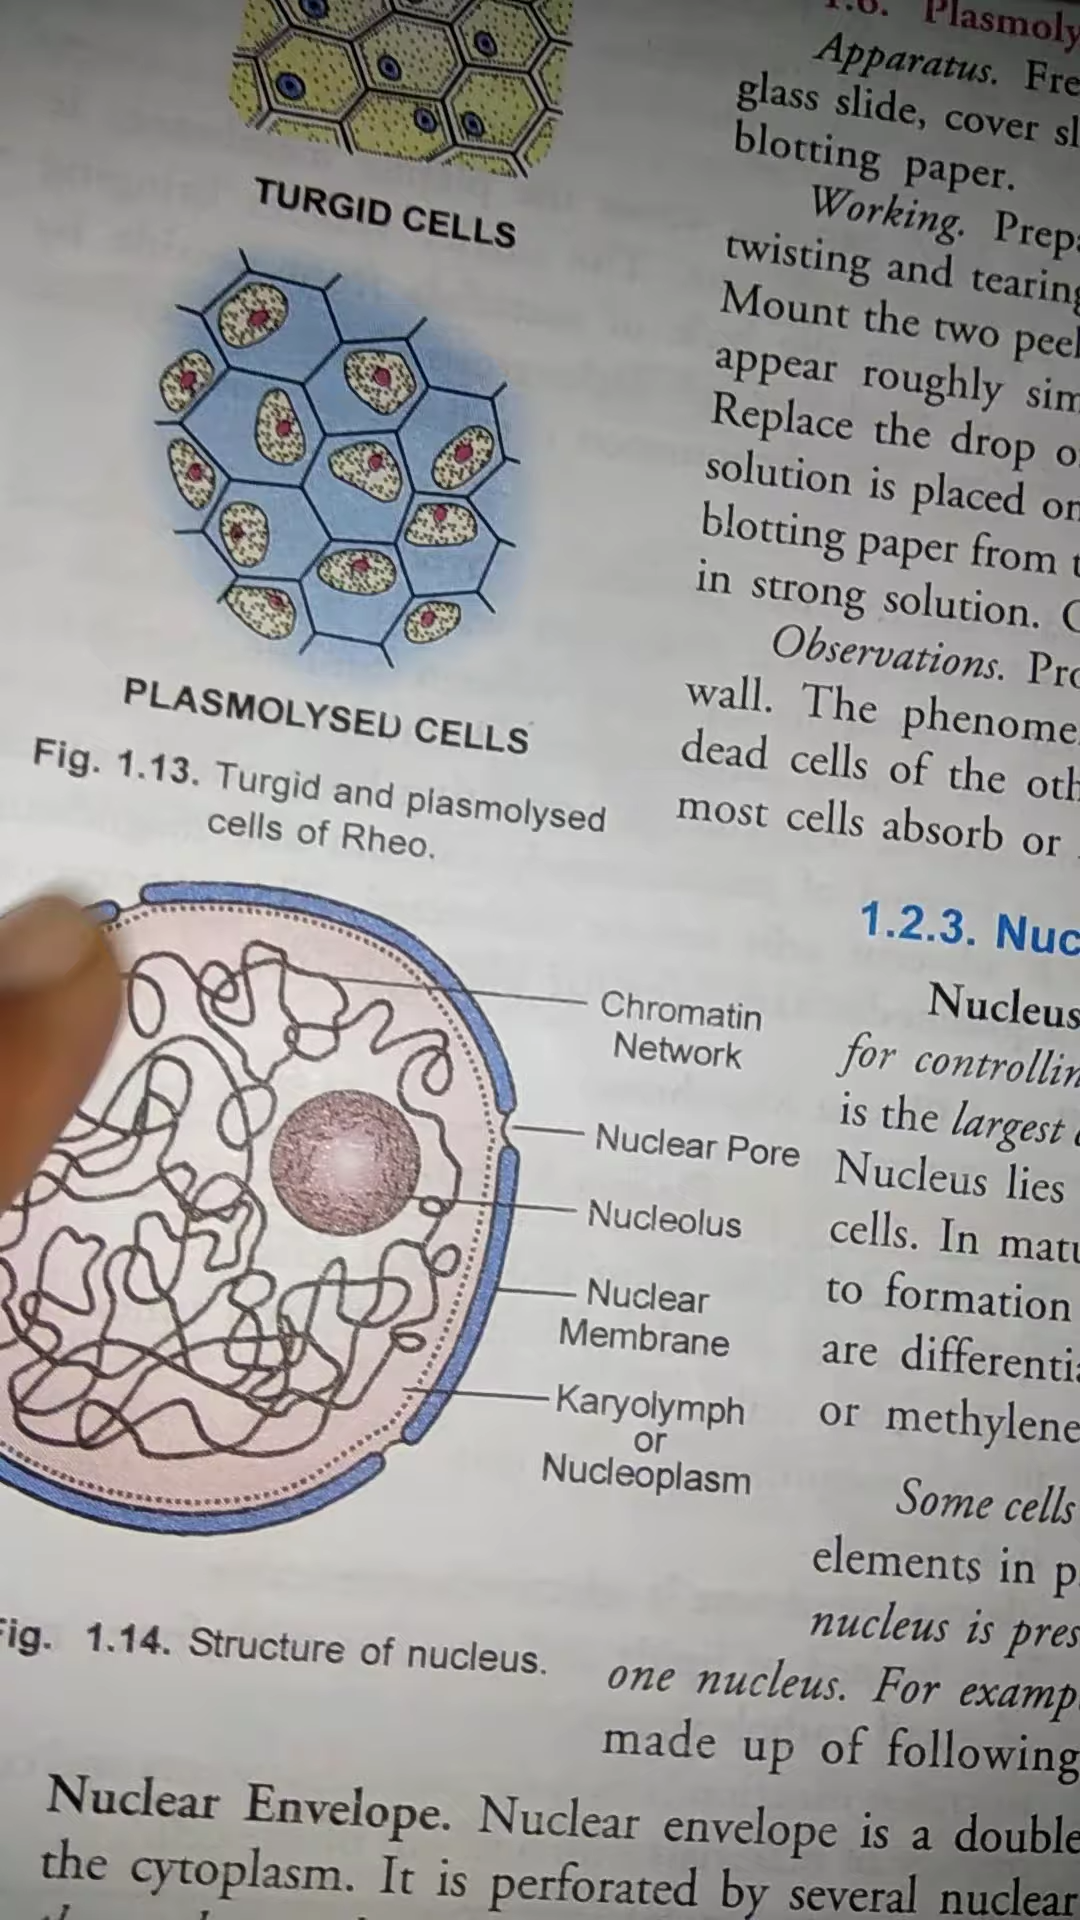 Plasmoly
Apparatus. Fre
glass slide, cover sl
blotting paper.
Working. Prep
twisting and tearing
Mount the two peel
appear roughly sim
Replace the drop o
solution is placed on
blotting paper from t
in strong solution.
Observations. Pro
wall. The phenome
dead cells of the oth
most cells absorb or
TURGID CELLS
PLASMOLYSED CELLS
Fig. 1.13. Turgid and plasmolysed
cells of Rheo.
Chromatin
Network
Nuclear Pore
Nucleolus
Nuclear
Membrane
Karyolymph
or
Nucleoplasm
Fig. 1.14. Structure of nucleus.
1.2.3. Nuc
Nucleus
for controllin
is the largest
Nucleus lies
cells. In matu
to formation
are differentia
or methylene
Some cells
elements in p
nucleus is pres
one nucleus. For examp
made up of following
Nuclear Envelope. Nuclear envelope is a double
the cytoplasm. It is perforated by several nuclear